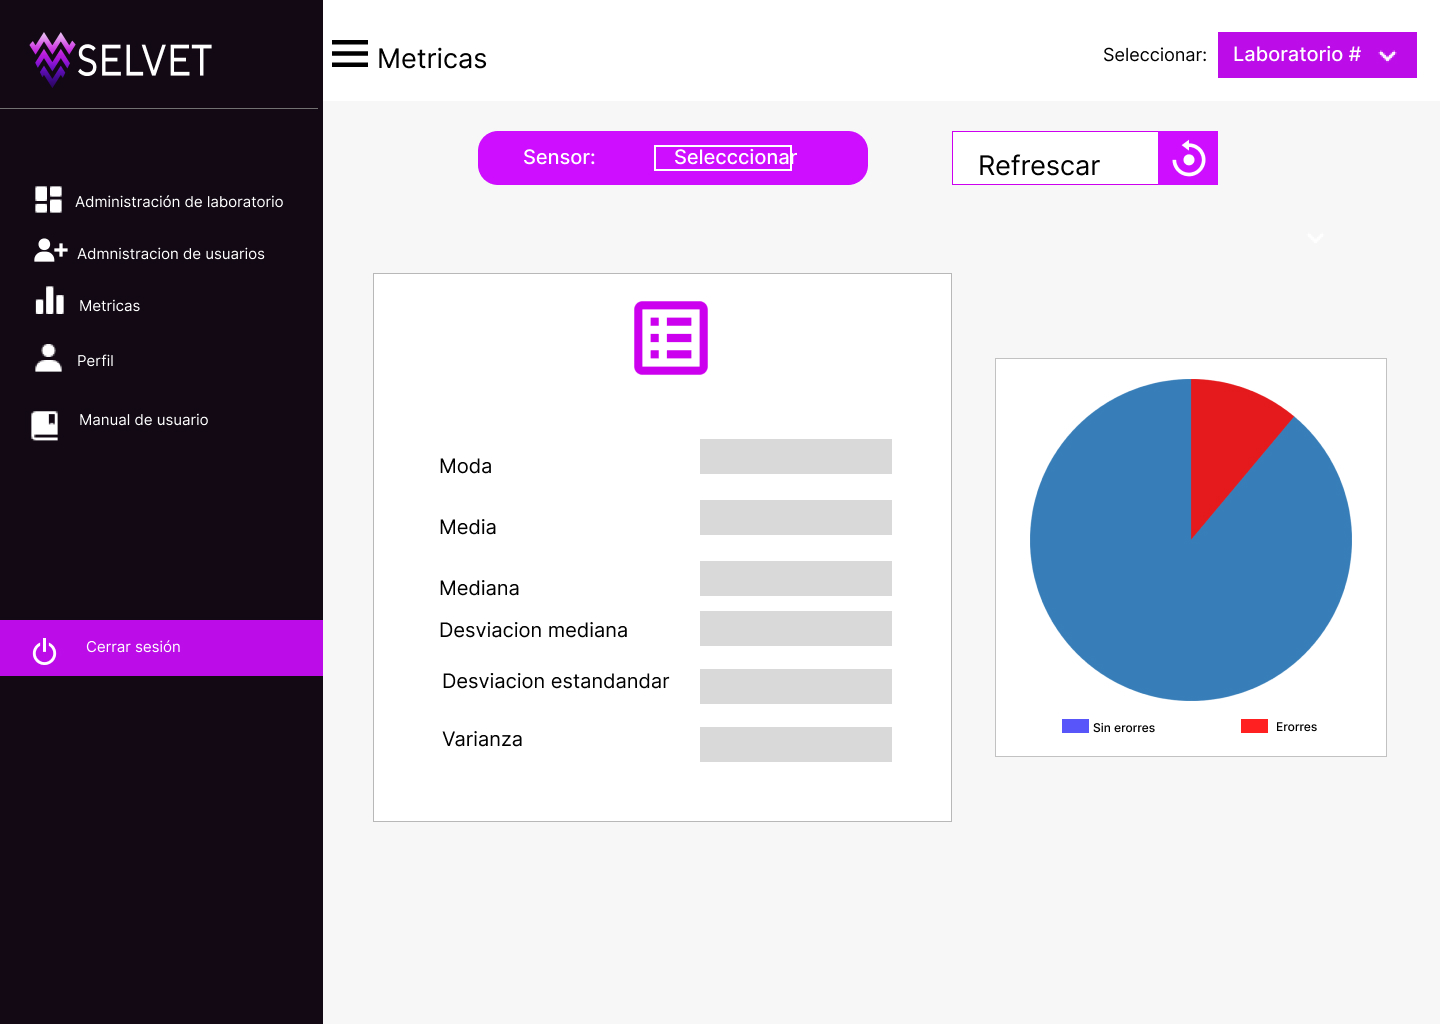 SELVET
Metricas
Seleccionar:
Laboratorio #
Sensor:
Selecccionar
Refrescar
Administración de laboratorio
Admnistracion de usuarios
Metricas
Perfil
Manual de usuario
Cerrar sesión
Moda
Media
Mediana
Desviacion mediana
Desviacion estandandar
Varianza
Sin erorres
Erorres